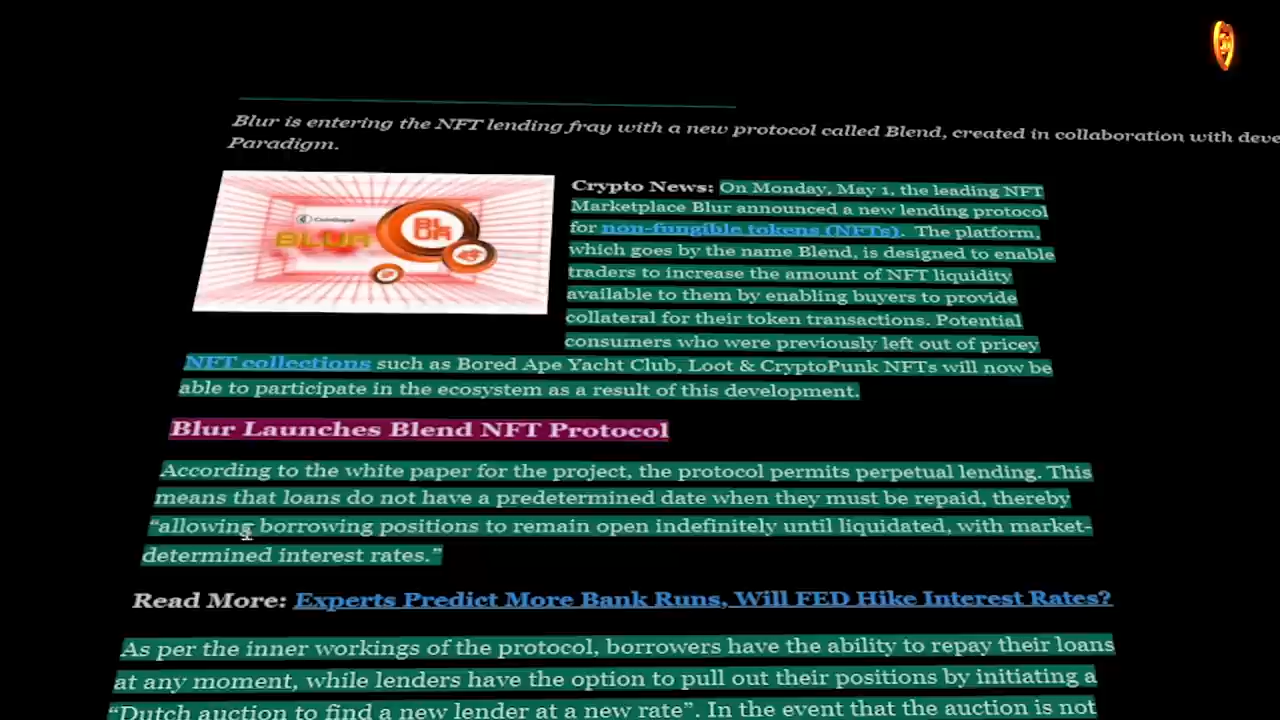 Blur is entering the NFT lending fray with a new protocol called Blend, created in collaboration with deve
Paradigm.
CoinGape
BLUR
BL
UR
Crypto News: On Monday, May 1, the leading NFT
Marketplace Blur announced a new lending protocol
for non-fungible tokens (NFTs). The platform,
which goes by the name Blend, is designed to enable
traders to increase the amount of NFT liquidity
available to them by enabling buyers to provide
collateral for their token transactions. Potential
consumers who were previously left out of pricey
NFT collections such as Bored Ape Yacht Club, Loot & CryptoPunk NFTs will now be
able to participate in the ecosystem as a result of this development.
Blur Launches Blend NFT Protocol
According to the white paper for the project, the protocol permits perpetual lending. This
means that loans do not have a predetermined date when they must be repaid, thereby
“allowing borrowing positions to remain open indefinitely until liquidated, with market-
determined interest rates.”
Read More: Experts Predict More Bank Runs, Will FED Hike Interest Rates?
As per the inner workings of the protocol, borrowers have the ability to repay their loans
at any moment, while lenders have the option to pull out their positions by initiating a
“Dutch auction to find a new lender at a new rate”. In the event that the auction is not